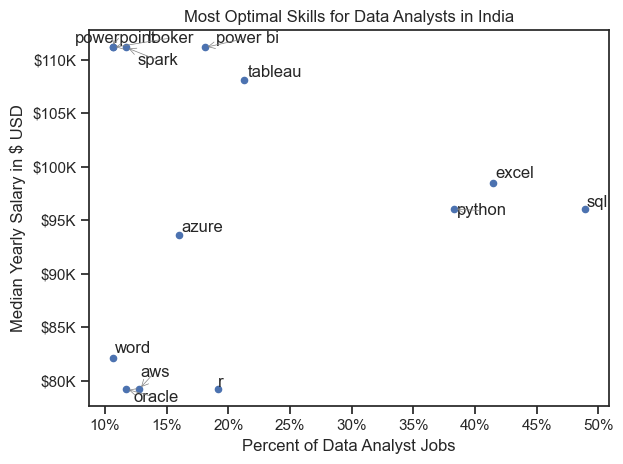 Most Optimal Skills for Data Analysts in India
powerpoint
looker
power bi
spark
tableau
excel
sql
python
azure
word
aws
r
oracle
$110K
$105K
$100K
$95K
$90K
$85K
$80K
Median Yearly Salary in $ USD
10% 15% 20% 25% 30% 35% 40% 45% 50%
Percent of Data Analyst Jobs